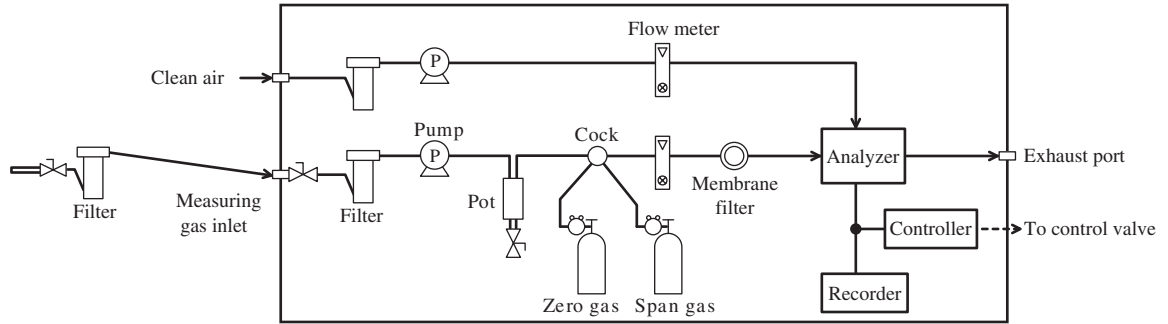 Flow meter
Clean air
P
Pump
Cock
P
Analyzer
Exhaust port
Filter
Measuring
gas inlet
Filter
Pot
Membrane
filter
Controller
To control valve
Recorder
Zero gas
Span gas